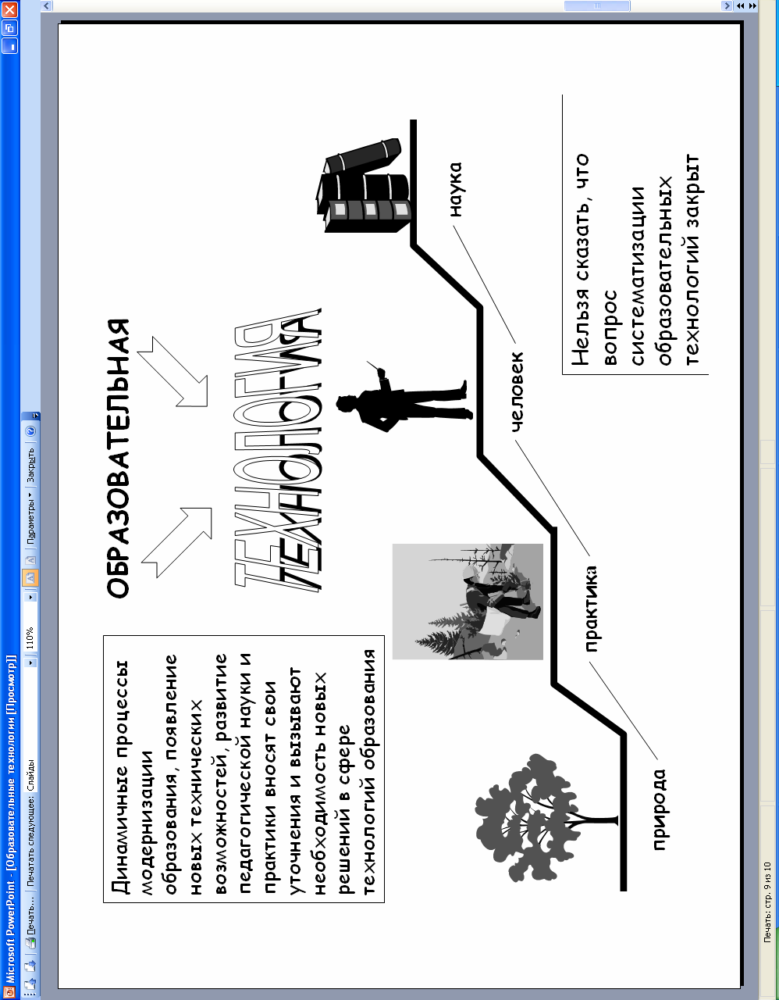 Microsoft PowerPoint - [Образовательные технологии [Просмотр]]
Печать...
Печатать следующее:
Слайды
110%
Параметры
Закрыть
ОБРАЗОВАТЕЛЬНАЯ
ТЕХНОЛОГИЯ
Динамичные процессы
модернизации
образования, появление
новых технических
возможностей, развитие
педагогической науки и
практики вносят свои
уточнения и вызывают
необходимость новых
решений в сфере
технологий образования
наука
человек
практика
природа
Нельзя сказать, что
вопрос
систематизации
образовательных
технологий закрыт
Печать: стр. 9 из 10